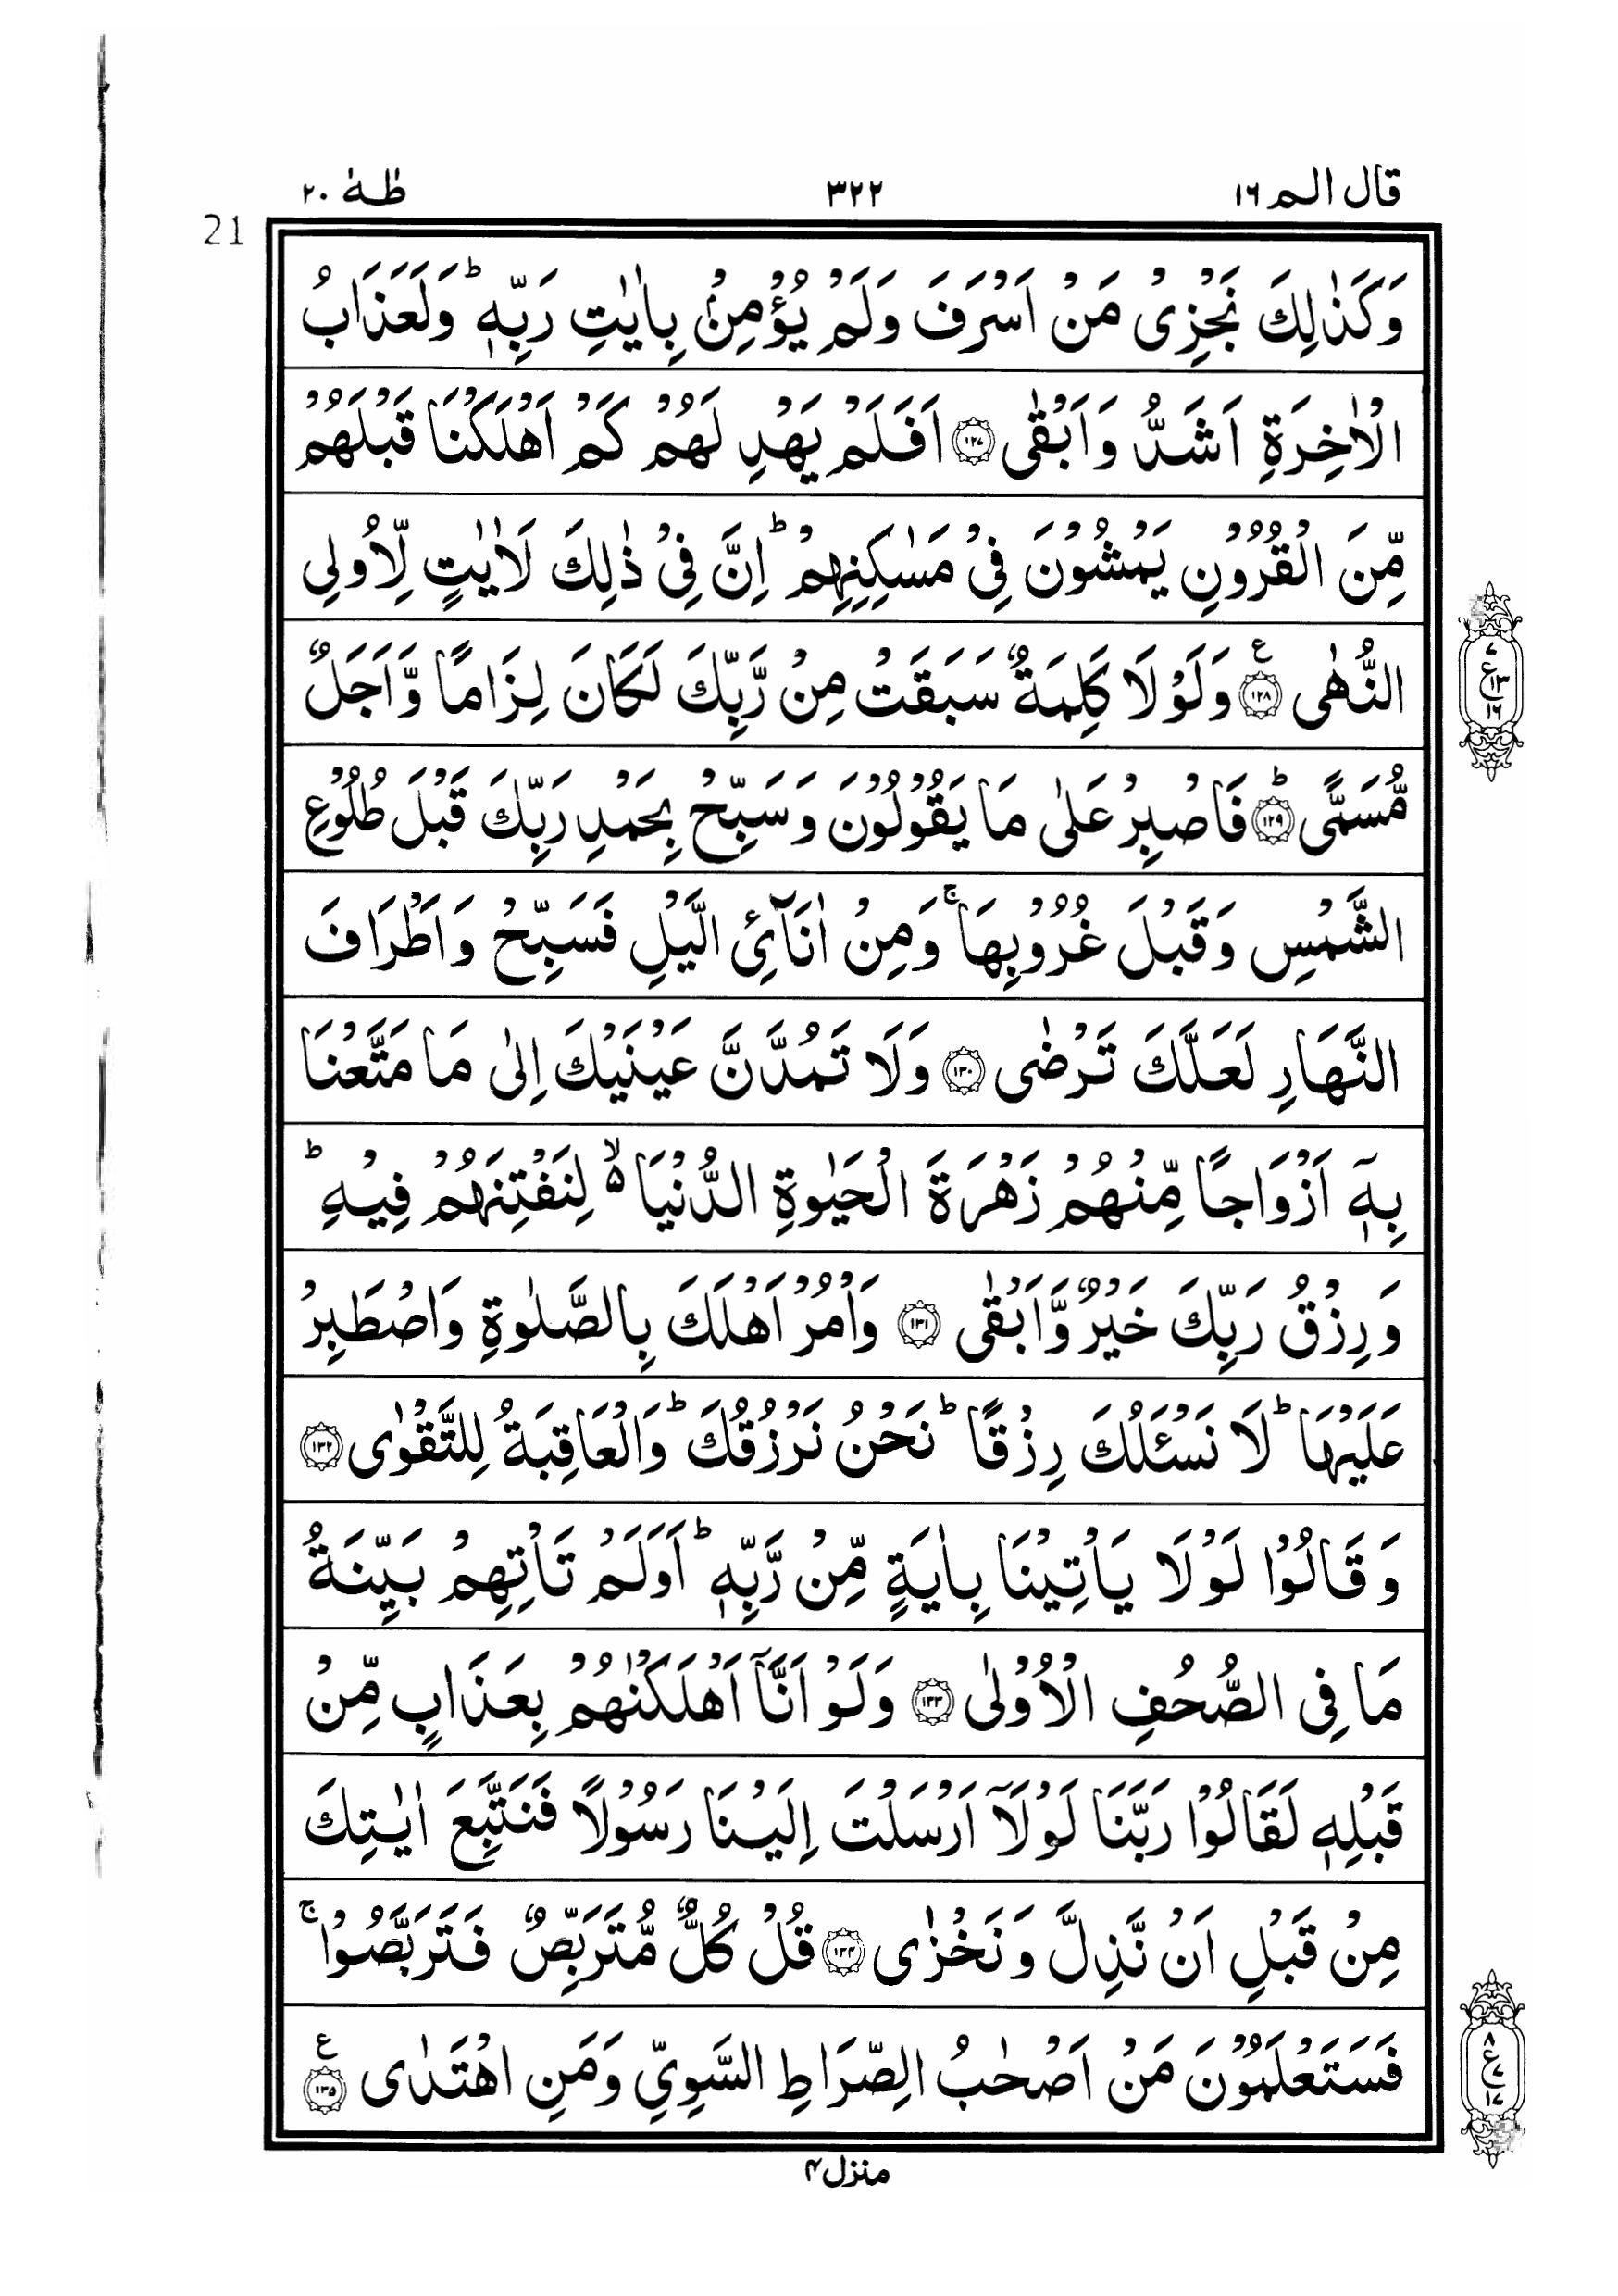 قال الم ١٦ ٣٢٢ طٰهٰ ٢٠
21
وَكَذٰلِكَ نَجْزِىْ مَنْ اَسْرَفَ وَلَمْ يُؤْمِنْۢ بِاٰيٰتِ رَبِّهٖ ؕ وَلَعَذَابُ
الْاٰخِرَةِ اَشَدُّ وَاَبْقٰى ﴿١٢٧﴾ اَفَلَمْ يَهْدِ لَهُمْ كَمْ اَهْلَكْنَا قَبْلَهُمْ
مِّنَ الْقُرُوْنِ يَمْشُوْنَ فِىْ مَسٰكِنِهِمْ ؕ اِنَّ فِىْ ذٰلِكَ لَاٰيٰتٍ لِّاُولِى
النُّهٰى ﴿١٢٨﴾ ع وَلَوْلَا كَلِمَةٌ سَبَقَتْ مِنْ رَّبِّكَ لَكَانَ لِزَامًا وَّاَجَلٌ
مُّسَمًّى ﴿١٢٩﴾ ؕ فَاصْبِرْ عَلٰى مَا يَقُوْلُوْنَ وَسَبِّحْ بِحَمْدِ رَبِّكَ قَبْلَ طُلُوْعِ
الشَّمْسِ وَقَبْلَ غُرُوْبِهَا ۚ وَمِنْ اٰنَآئِ الَّيْلِ فَسَبِّحْ وَاَطْرَافَ
النَّهَارِ لَعَلَّكَ تَرْضٰى ﴿١٣٠﴾ وَلَا تَمُدَّنَّ عَيْنَيْكَ اِلٰى مَا مَتَّعْنَا
بِهٖۤ اَزْوَاجًا مِّنْهُمْ زَهْرَةَ الْحَيٰوةِ الدُّنْيَا ۙ۵ لِنَفْتِنَهُمْ فِيْهِ ؕ
وَرِزْقُ رَبِّكَ خَيْرٌ وَّاَبْقٰى ﴿١٣١﴾ وَاْمُرْ اَهْلَكَ بِالصَّلٰوةِ وَاصْطَبِرْ
عَلَيْهَا ؕ لَا نَسْئَلُكَ رِزْقًا ؕ نَحْنُ نَرْزُقُكَ ؕ وَالْعَاقِبَةُ لِلتَّقْوٰى ﴿١٣٢﴾
وَقَالُوْا لَوْلَا يَاْتِيْنَا بِاٰيَةٍ مِّنْ رَّبِّهٖ ؕ اَوَلَمْ تَاْتِهِمْ بَيِّنَةُ
مَا فِى الصُّحُفِ الْاُوْلٰى ﴿١٣٣﴾ وَلَوْ اَنَّاۤ اَهْلَكْنٰهُمْ بِعَذَابٍ مِّنْ
قَبْلِهٖ لَقَالُوْا رَبَّنَا لَوْلَاۤ اَرْسَلْتَ اِلَيْنَا رَسُوْلًا فَنَتَّبِعَ اٰيٰتِكَ
مِنْ قَبْلِ اَنْ نَّذِلَّ وَنَخْزٰى ﴿١٣٤﴾ قُلْ كُلٌّ مُّتَرَبِّصٌ فَتَرَبَّصُوْا ۚ
فَسَتَعْلَمُوْنَ مَنْ اَصْحٰبُ الصِّرَاطِ السَّوِىِّ وَمَنِ اهْتَدٰى ﴿١٣٥﴾ ع
٧
ع ١٣
١٦
٨
ع ٧
١٧
منزل ٤